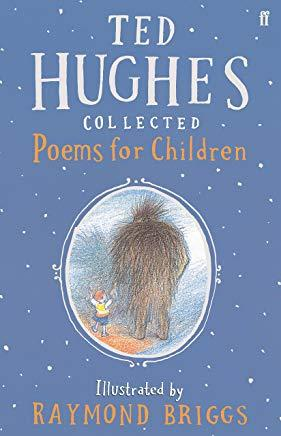 ff
TED
HUGHES
COLLECTED
Poems for Children
Illustrated by
RAYMOND BRIGGS